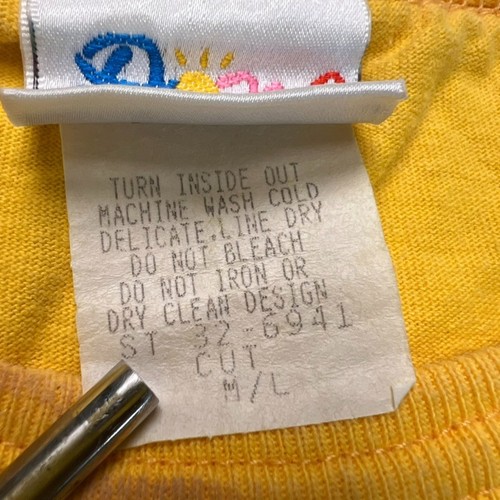 TURN INSIDE OUT
MACHINE WASH COLD
DELICATE.LINE DRY
DO NOT BLEACH
DO NOT IRON OR
DRY CLEAN DESIGN
ST 32-6941
CUT
M/L